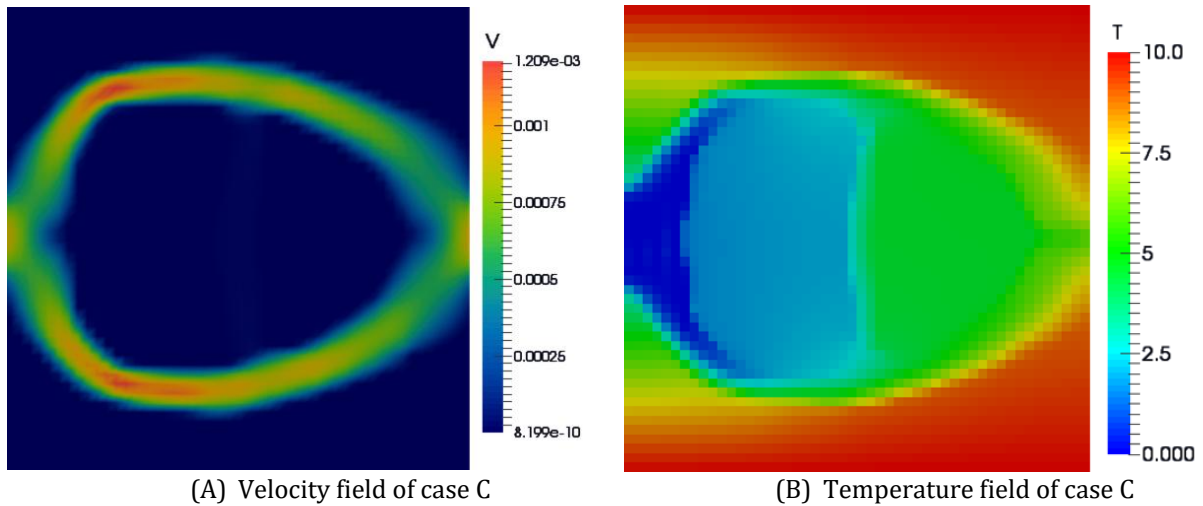 V
1.209e-03
0.001
0.00075
0.0005
0.00025
8.199e-10
T
10.0
7.5
5
2.5
0.000
(A) Velocity field of case C
(B) Temperature field of case C